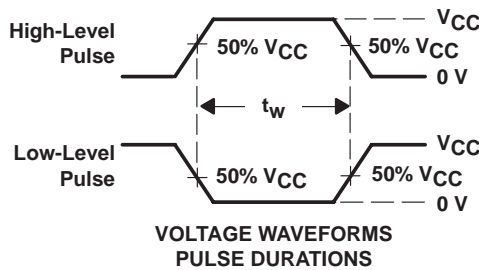 High-Level
Pulse
50% VCC
50% VCC
VCC
0 V
tw
Low-Level
Pulse
50% VCC
50% VCC
VCC
0 V
VOLTAGE WAVEFORMS
PULSE DURATIONS